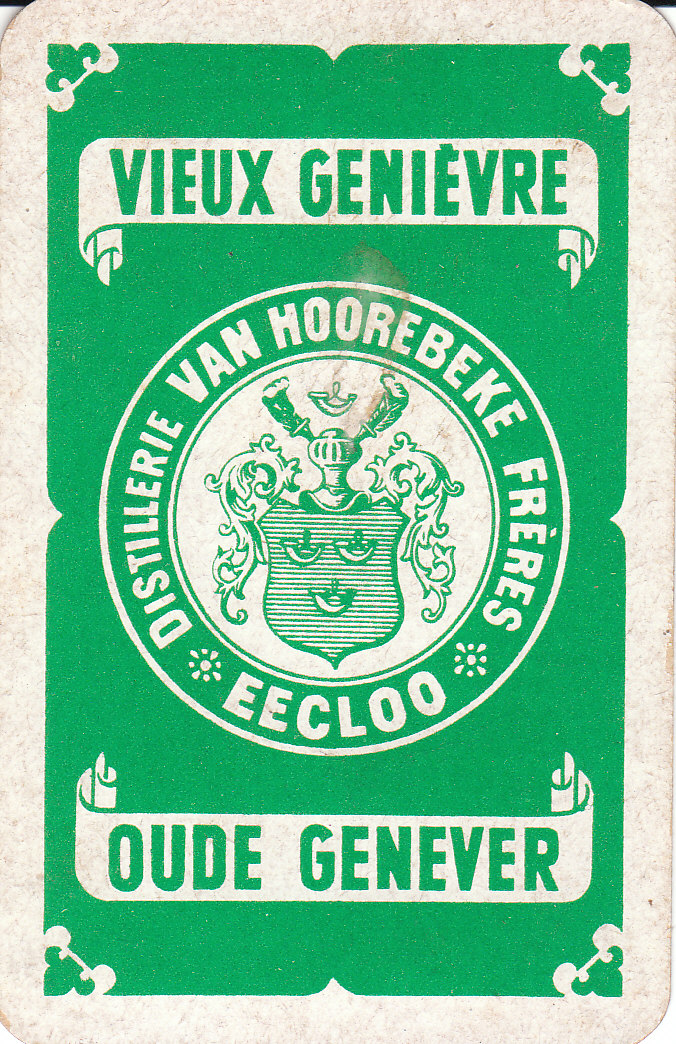 VIEUX GENIÈVRE
DISTILLERIE VAN HOOREBEKE FRÈRES
EECLOO
OUDE GENEVER